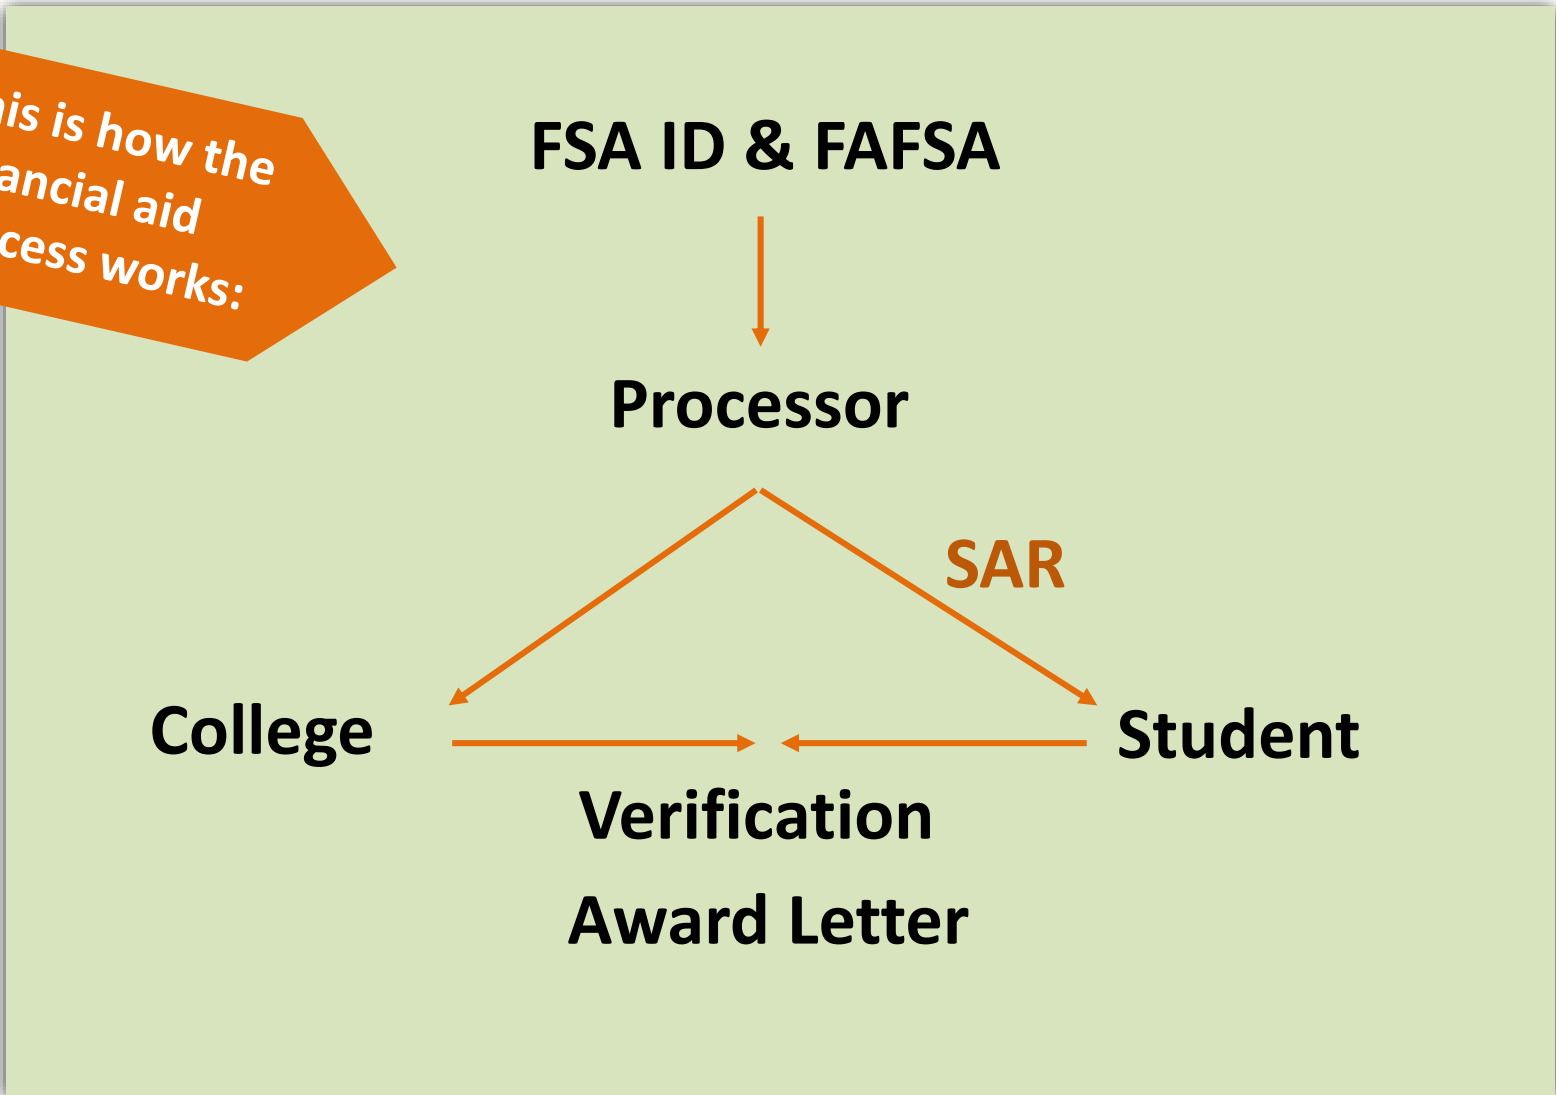 is is how the
ancial aid
cess works:
FSA ID & FAFSA
Processor
SAR
College
Student
Verification
Award Letter